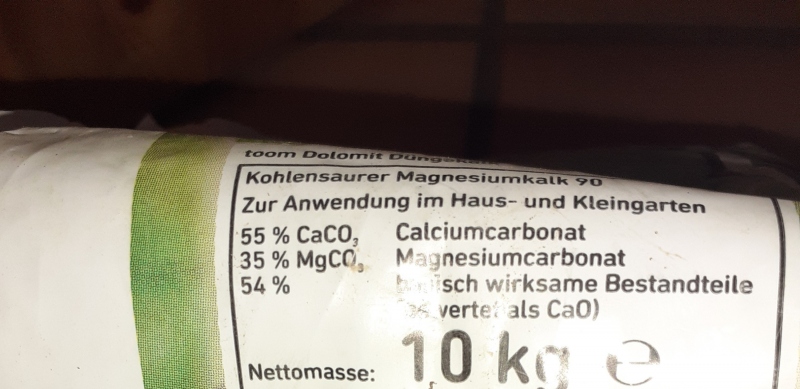 toom Dolomit
Kohlensaurer Magnesiumkalk 90
Zur Anwendung im Haus- und Kleingarten
55 % CaCO₃ Calciumcarbonat
35 % MgCO₃ Magnesiumcarbonat
54 % wirksame Bestandteile
als CaO)
Nettomasse: 10 kg ℮